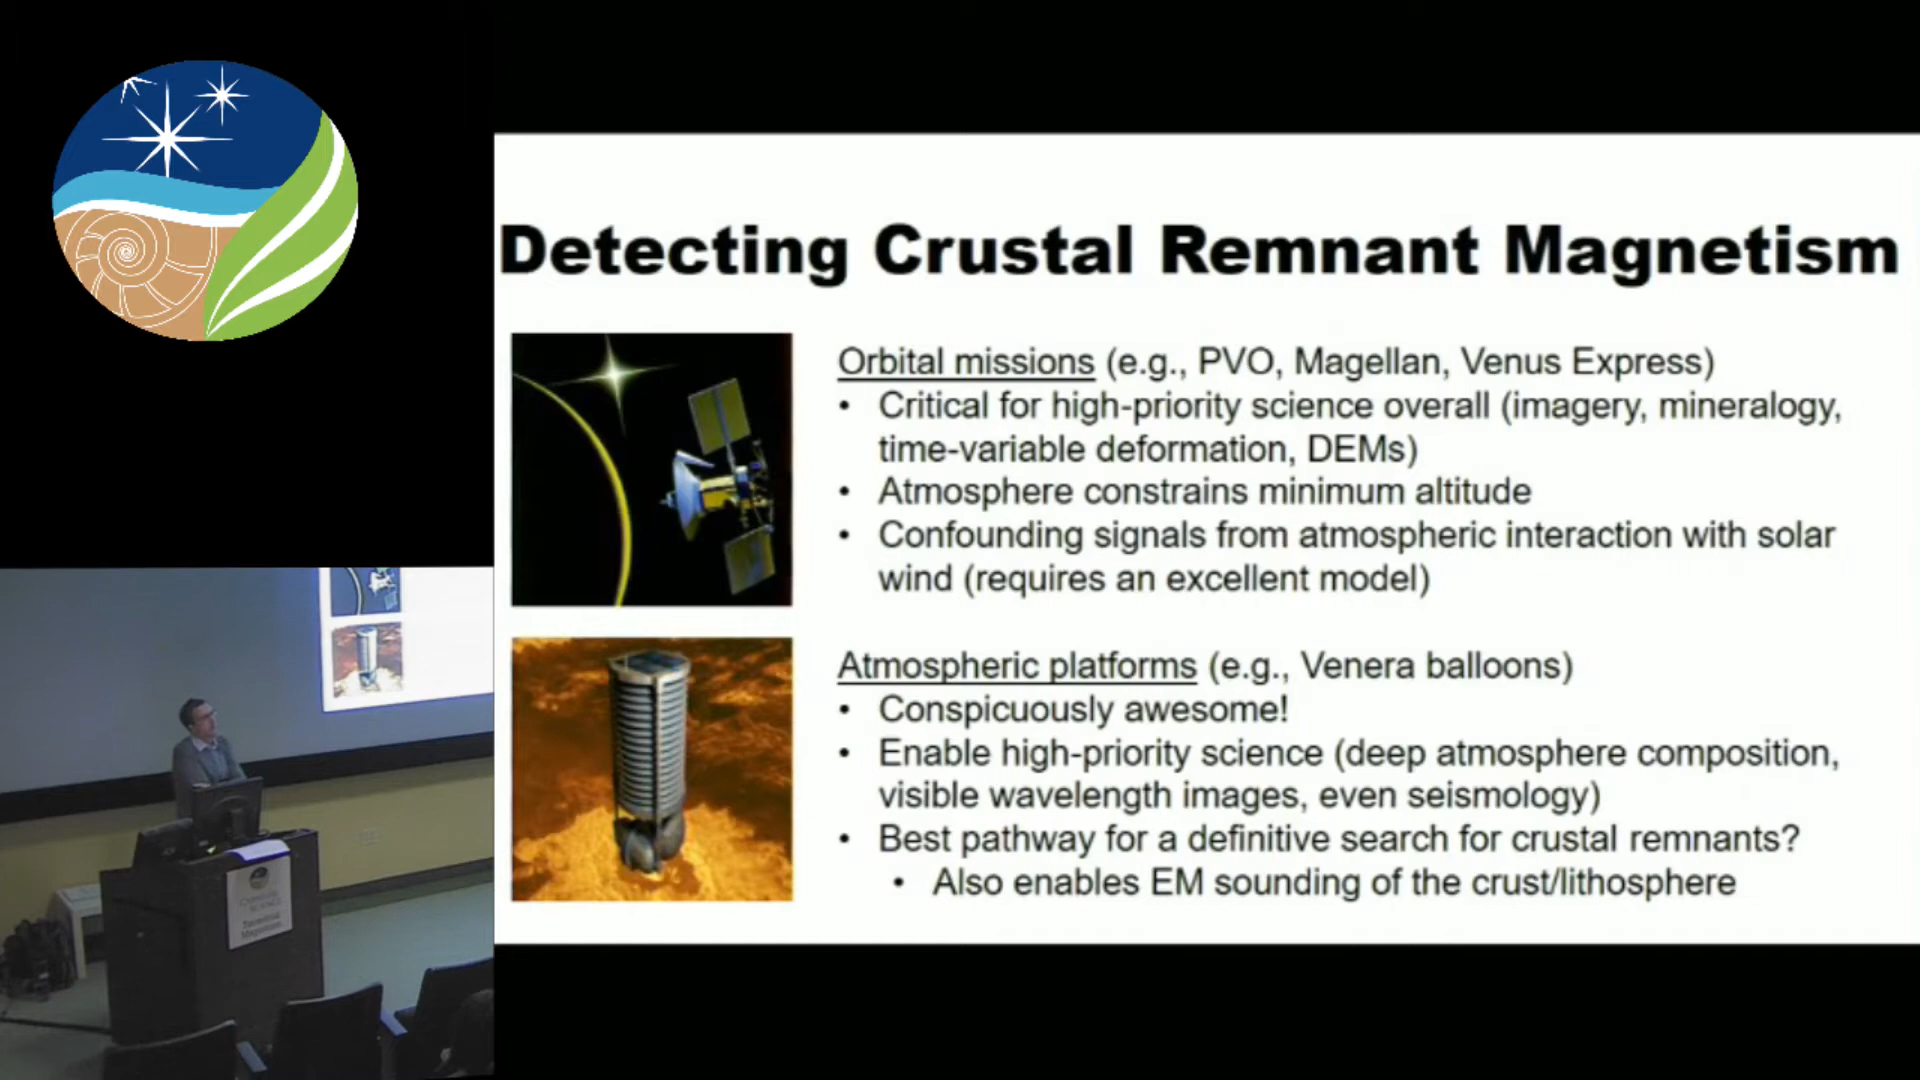 Detecting Crustal Remnant Magnetism
Orbital missions (e.g., PVO, Magellan, Venus Express)
• Critical for high-priority science overall (imagery, mineralogy,
time-variable deformation, DEMs)
• Atmosphere constrains minimum altitude
• Confounding signals from atmospheric interaction with solar
wind (requires an excellent model)
Atmospheric platforms (e.g., Venera balloons)
• Conspicuously awesome!
• Enable high-priority science (deep atmosphere composition,
visible wavelength images, even seismology)
• Best pathway for a definitive search for crustal remnants?
• Also enables EM sounding of the crust/lithosphere